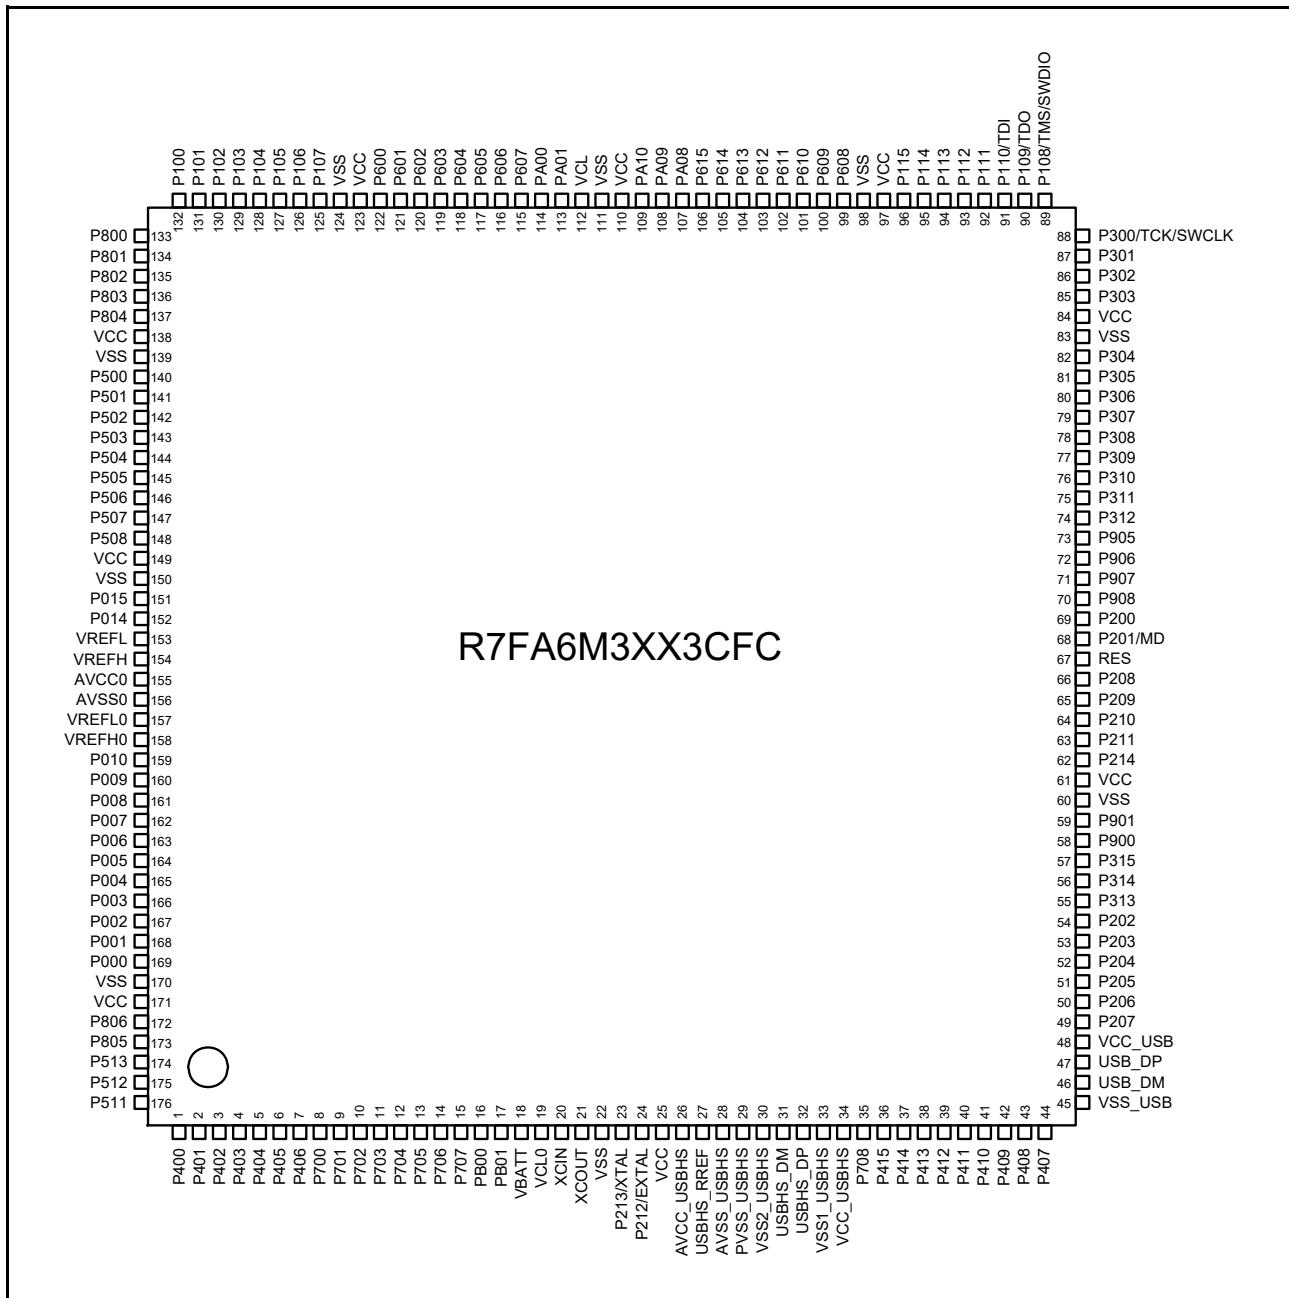 P100 P101 P102 P103 P104 P105 P106 P107 VSS VCC P600 P601 P602 P603 P604 P605 P606 P607 PA00 PA01 VCL VSS VCC PA10 PA09 PA08 P615 P614 P613 P612 P611 P610 P609 P608 VSS VCC P115 P114 P113 P112 P111 P110/TDI P109/TDO P108/TMS/SWDIO
132 131 130 129 128 127 126 125 124 123 122 121 120 119 118 117 116 115 114 113 112 111 110 109 108 107 106 105 104 103 102 101 100 99 98 97 96 95 94 93 92 91 90 89
P800 133 88 P300/TCK/SWCLK
P801 134 87 P301
P802 135 86 P302
P803 136 85 P303
P804 137 84 VCC
VCC 138 83 VSS
VSS 139 82 P304
P500 140 81 P305
P501 141 80 P306
P502 142 79 P307
P503 143 78 P308
P504 144 77 P309
P505 145 76 P310
P506 146 75 P311
P507 147 74 P312
P508 148 73 P905
VCC 149 72 P906
VSS 150 71 P907
P015 151 70 P908
P014 152 69 P200
VREFL 153 68 P201/MD
R7FA6M3XX3CFC
VREFH 154 67 RES
AVCC0 155 66 P208
AVSS0 156 65 P209
VREFL0 157 64 P210
VREFH0 158 63 P211
P010 159 62 P214
P009 160 61 VCC
P008 161 60 VSS
P007 162 59 P901
P006 163 58 P900
P005 164 57 P315
P004 165 56 P314
P003 166 55 P313
P002 167 54 P202
P001 168 53 P203
P000 169 52 P204
VSS 170 51 P205
VCC 171 50 P206
P806 172 49 P207
P805 173 48 VCC_USB
P513 174 47 USB_DP
P512 175 46 USB_DM
P511 176 45 VSS_USB
1 2 3 4 5 6 7 8 9 10 11 12 13 14 15 16 17 18 19 20 21 22 23 24 25 26 27 28 29 30 31 32 33 34 35 36 37 38 39 40 41 42 43 44
P400 P401 P402 P403 P404 P405 P406 P700 P701 P702 P703 P704 P705 P706 P707 PB00 PB01 VBATT VCL0 XCIN XCOUT VSS P213/XTAL P212/EXTAL VCC AVCC_USBHS USBHS_RREF AVSS_USBHS PVSS_USBHS VSS2_USBHS USBHS_DM USBHS_DP VSS1_USBHS VCC_USBHS P708 P415 P414 P413 P412 P411 P410 P409 P408 P407